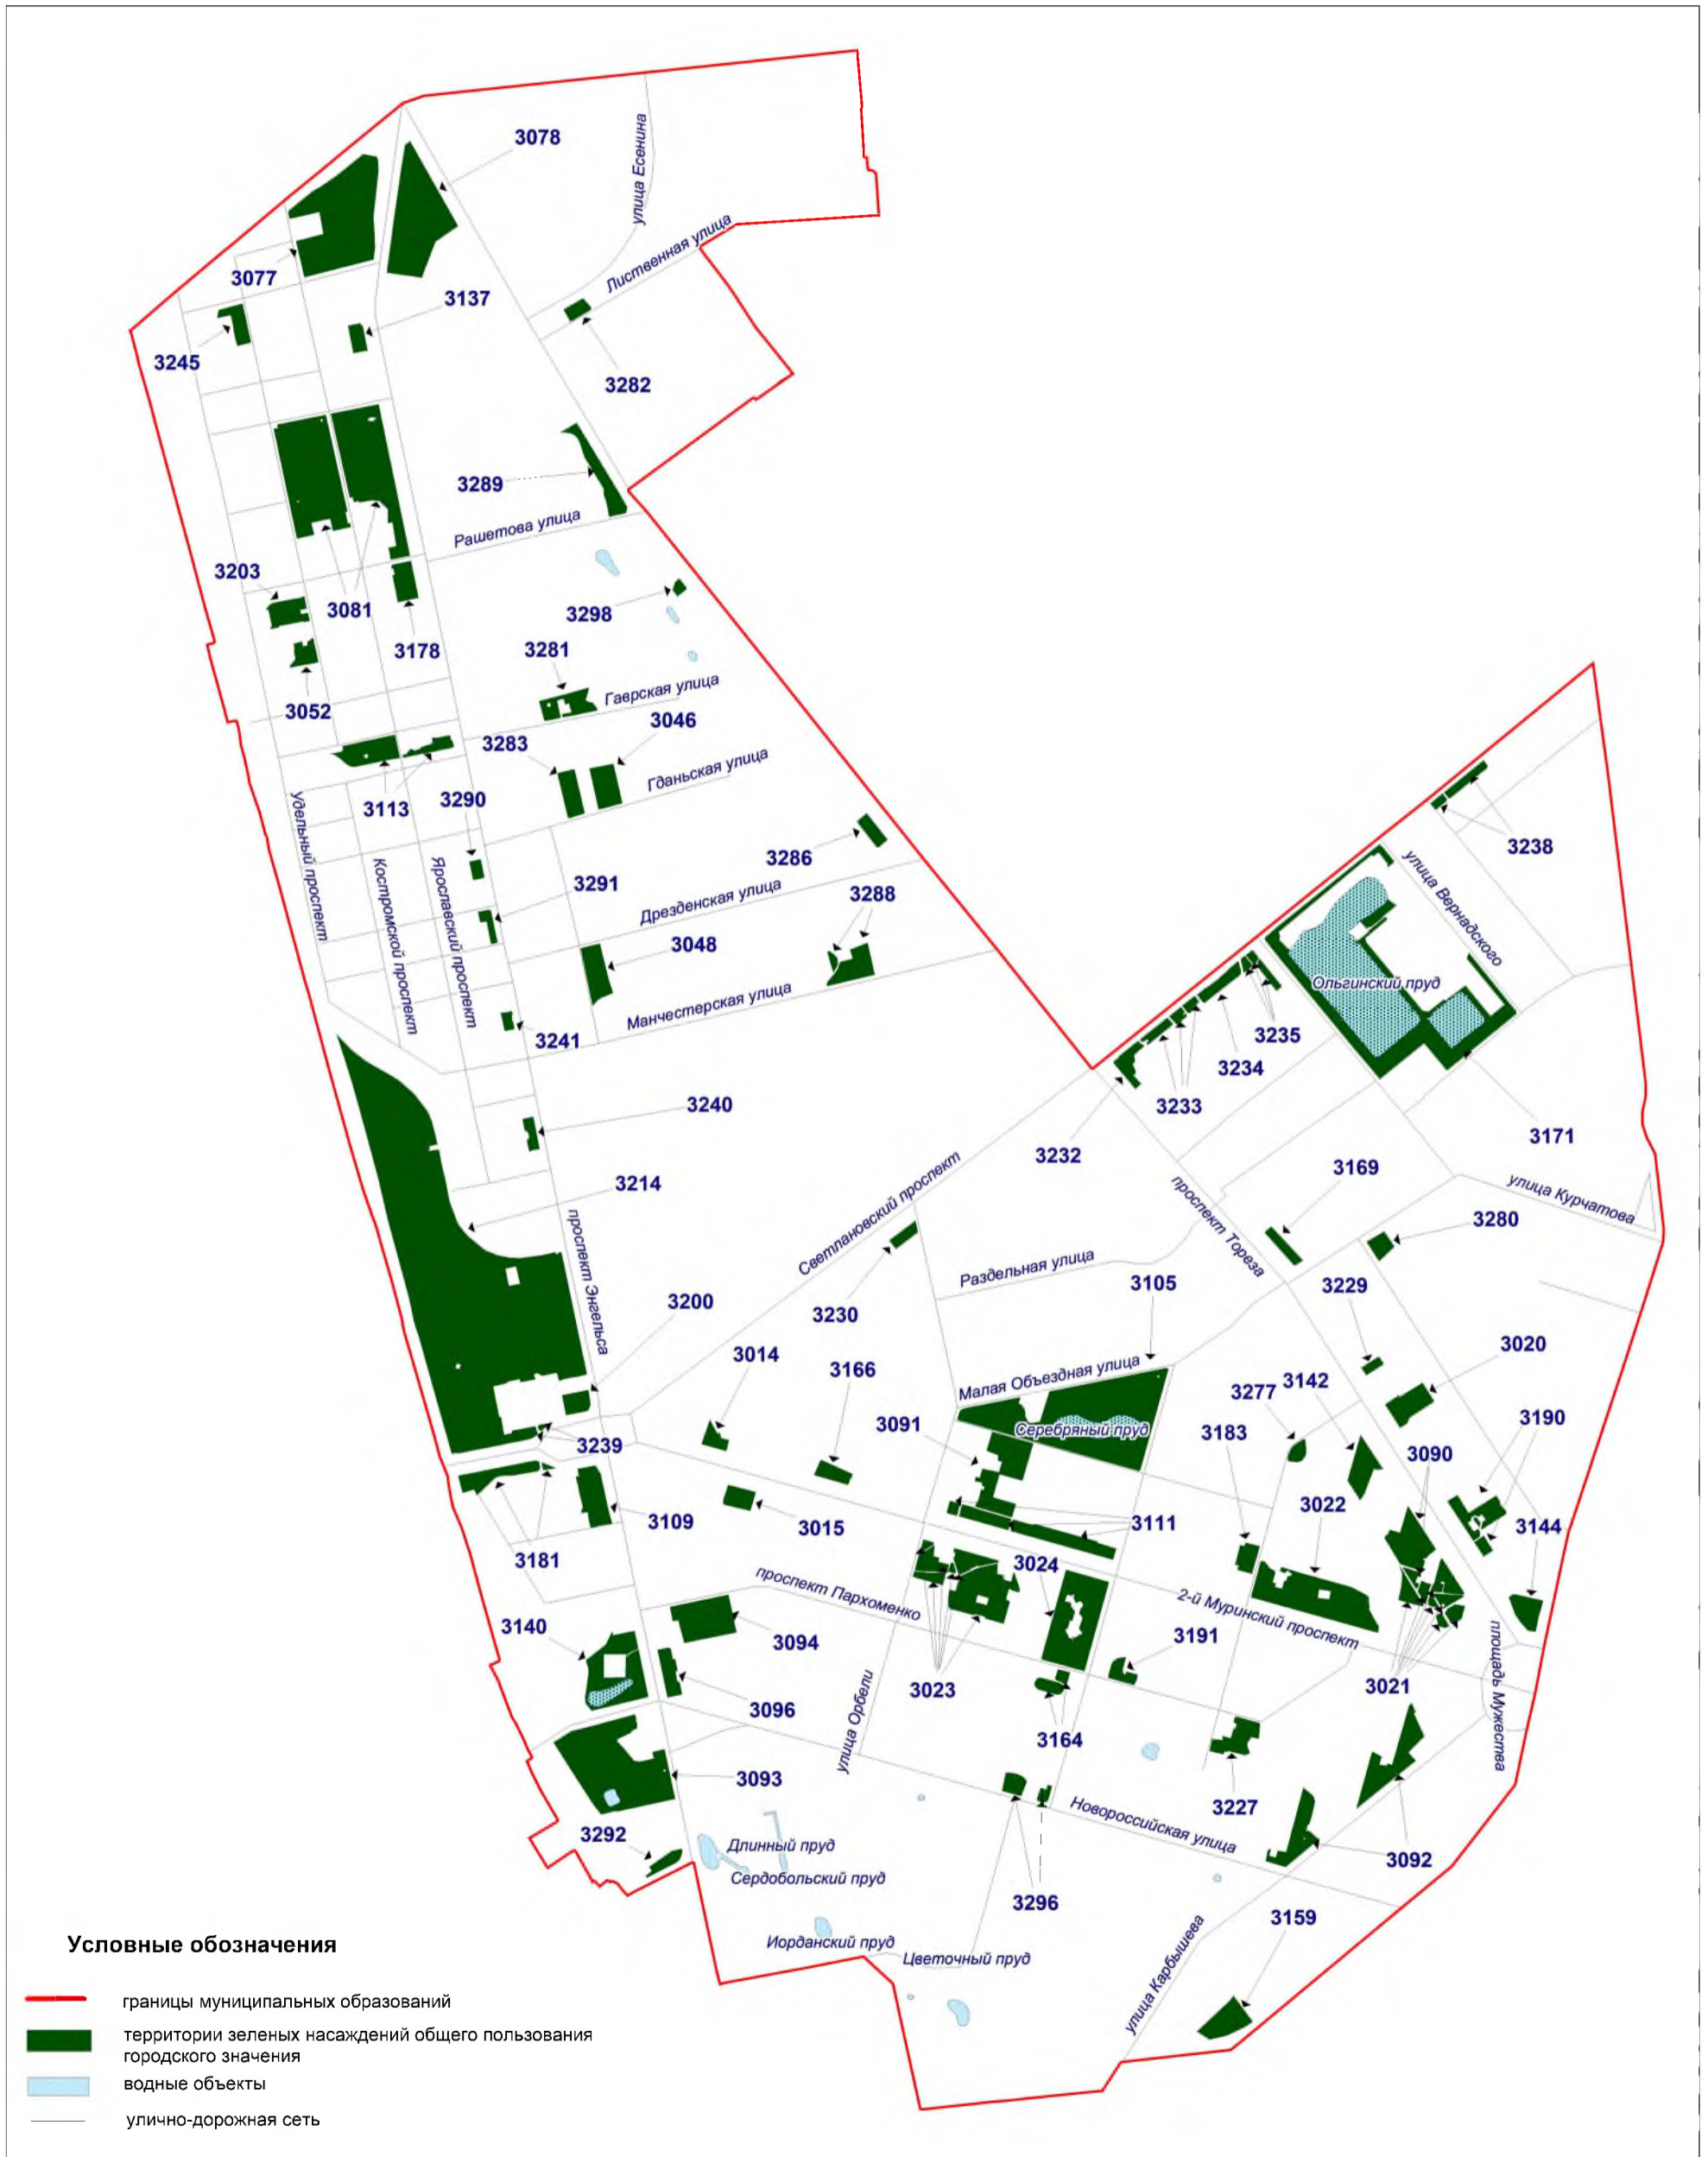 3078
улица Есенина
Лиственная улица
3077
3137
3245
3282
3289
Рашетова улица
3203
3081
3298
3178
3281
Гаврская улица
3052
3046
3283
Гданьская улица
3113
3290
Удельный проспект
Костромской проспект
Ярославский проспект
3286
3238
улица Вернадского
3291
Дрезденская улица
3288
3048
Ольгинский пруд
Манчестерская улица
3241
3235
3234
3233
3240
3171
3232
3169
3214
Светлановский проспект
проспект Тореза
улица Курчатова
3280
проспект Энгельса
Раздельная улица
3105
3229
3200
3230
3014
3166
Малая Объездная улица
3020
3277
3142
3091
Серебряный пруд
3183
3190
3239
3090
3022
3109
3015
3111
3144
3181
3024
проспект Пархоменко
2-й Муринский проспект
3140
3094
3191
площадь Мужества
3023
3021
3096
улица Орбели
3164
3093
3227
Новороссийская улица
3292
Длинный пруд
3092
Сердобольский пруд
3296
3159
Иорданский пруд
Цветочный пруд
улица Карбышева
Условные обозначения
границы муниципальных образований
территории зеленых насаждений общего пользования
городского значения
водные объекты
улично-дорожная сеть